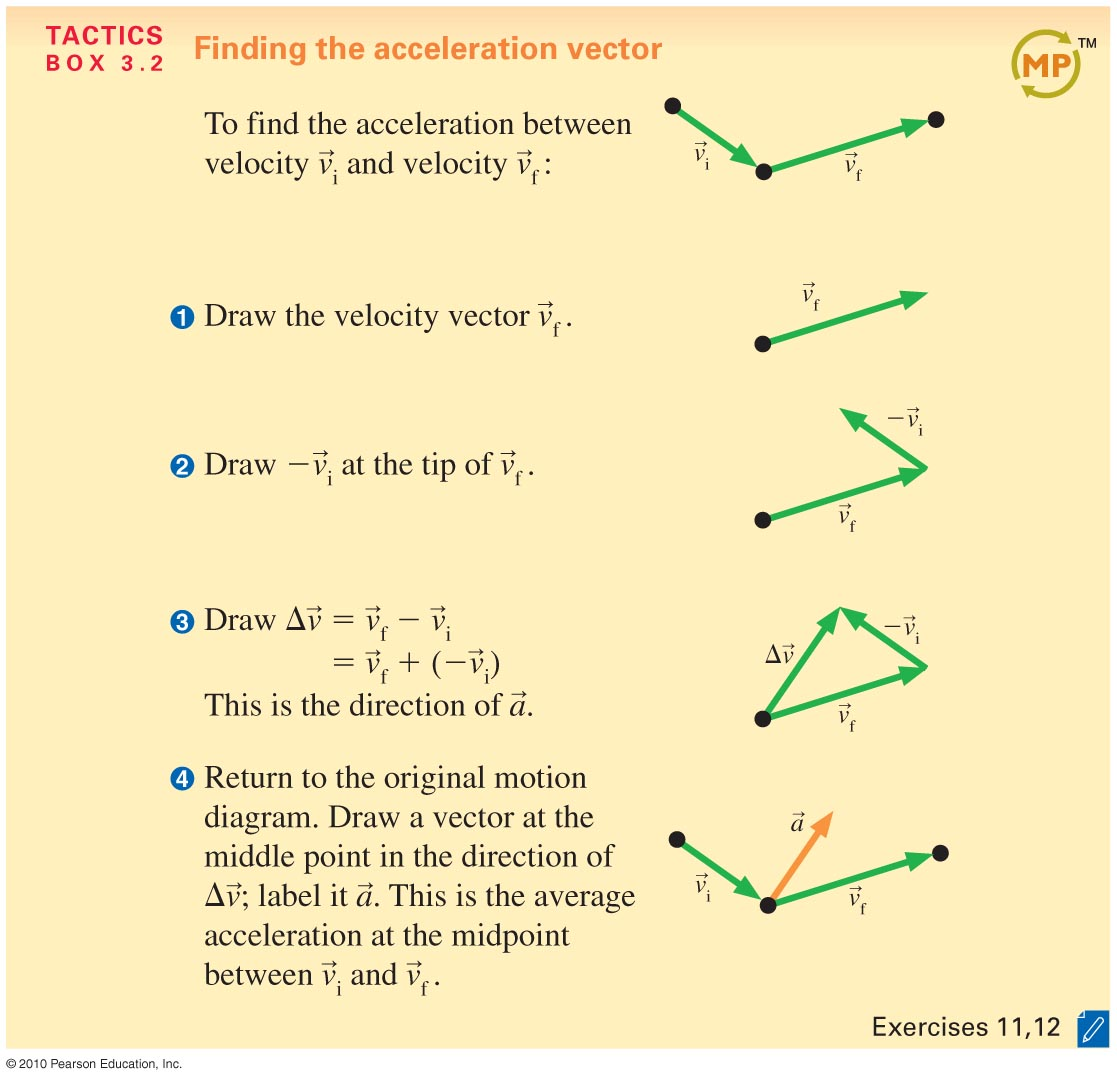 TACTICS
BOX 3.2
Finding the acceleration vector
MP™
To find the acceleration between
velocity v⃗ᵢ and velocity v⃗f:
v⃗ᵢ
v⃗f
1 Draw the velocity vector v⃗f.
v⃗f
2 Draw −v⃗ᵢ at the tip of v⃗f.
−v⃗ᵢ
v⃗f
3 Draw Δv⃗ = v⃗f − v⃗ᵢ
= v⃗f + (−v⃗ᵢ)
This is the direction of a⃗.
Δv⃗
−v⃗ᵢ
v⃗f
4 Return to the original motion
diagram. Draw a vector at the
middle point in the direction of
Δv⃗; label it a⃗. This is the average
acceleration at the midpoint
between v⃗ᵢ and v⃗f.
a⃗
v⃗ᵢ
v⃗f
Exercises 11,12
© 2010 Pearson Education, Inc.